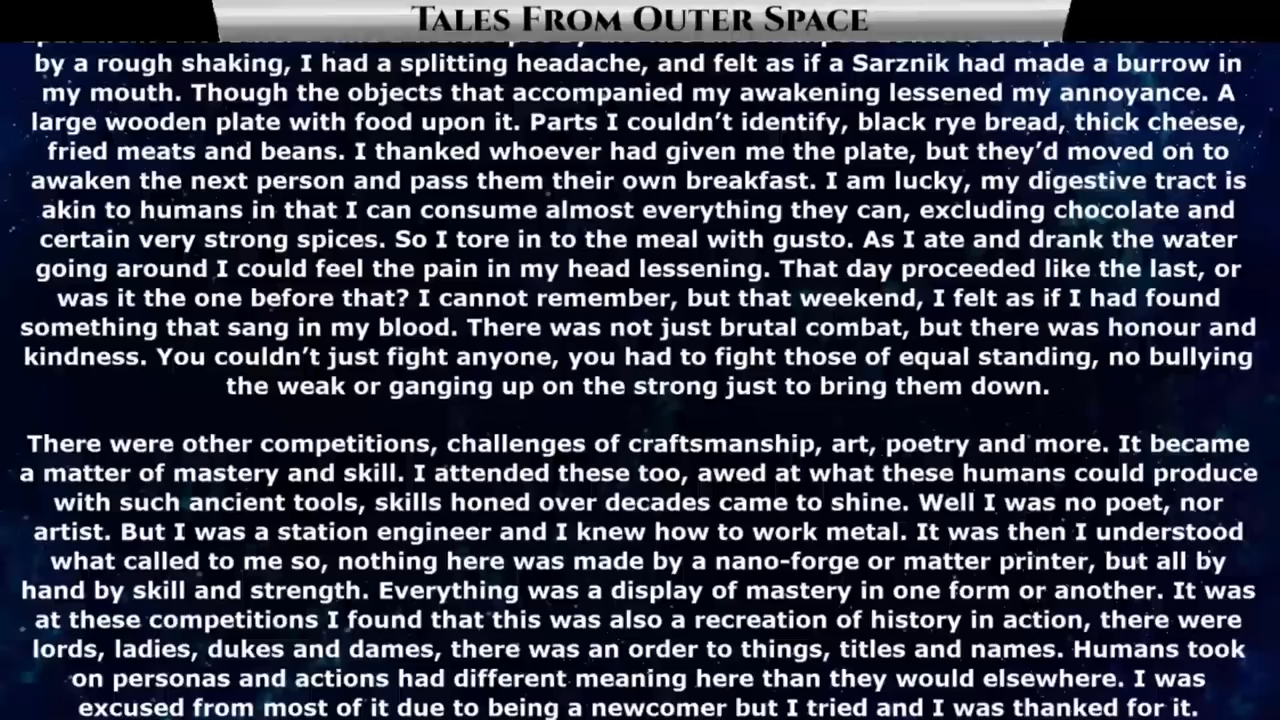 Tales From Outer Space
by a rough shaking, I had a splitting headache, and felt as if a Sarznik had made a burrow in
my mouth. Though the objects that accompanied my awakening lessened my annoyance. A
large wooden plate with food upon it. Parts I couldn’t identify, black rye bread, thick cheese,
fried meats and beans. I thanked whoever had given me the plate, but they’d moved on to
awaken the next person and pass them their own breakfast. I am lucky, my digestive tract is
akin to humans in that I can consume almost everything they can, excluding chocolate and
certain very strong spices. So I tore in to the meal with gusto. As I ate and drank the water
going around I could feel the pain in my head lessening. That day proceeded like the last, or
was it the one before that? I cannot remember, but that weekend, I felt as if I had found
something that sang in my blood. There was not just brutal combat, but there was honour and
kindness. You couldn’t just fight anyone, you had to fight those of equal standing, no bullying
the weak or ganging up on the strong just to bring them down.
There were other competitions, challenges of craftsmanship, art, poetry and more. It became
a matter of mastery and skill. I attended these too, awed at what these humans could produce
with such ancient tools, skills honed over decades came to shine. Well I was no poet, nor
artist. But I was a station engineer and I knew how to work metal. It was then I understood
what called to me so, nothing here was made by a nano-forge or matter printer, but all by
hand by skill and strength. Everything was a display of mastery in one form or another. It was
at these competitions I found that this was also a recreation of history in action, there were
lords, ladies, dukes and dames, there was an order to things, titles and names. Humans took
on personas and actions had different meaning here than they would elsewhere. I was
excused from most of it due to being a newcomer but I tried and I was thanked for it.